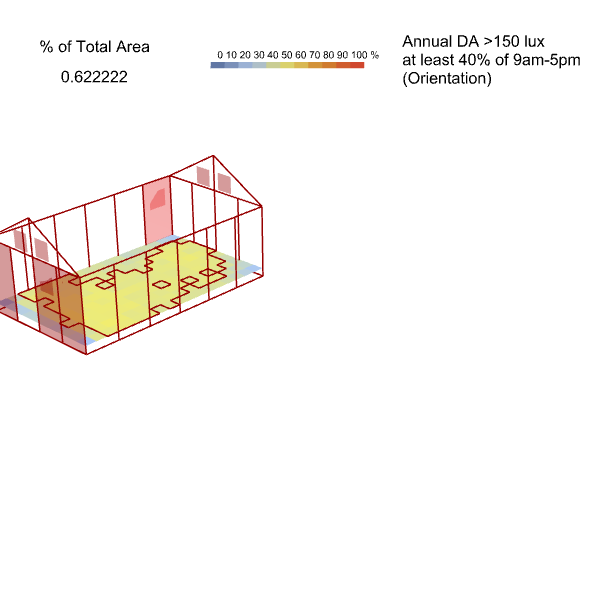 % of Total Area
0.622222
0 10 20 30 40 50 60 70 80 90 100 %
Annual DA >150 lux
at least 40% of 9am-5pm
(Orientation)